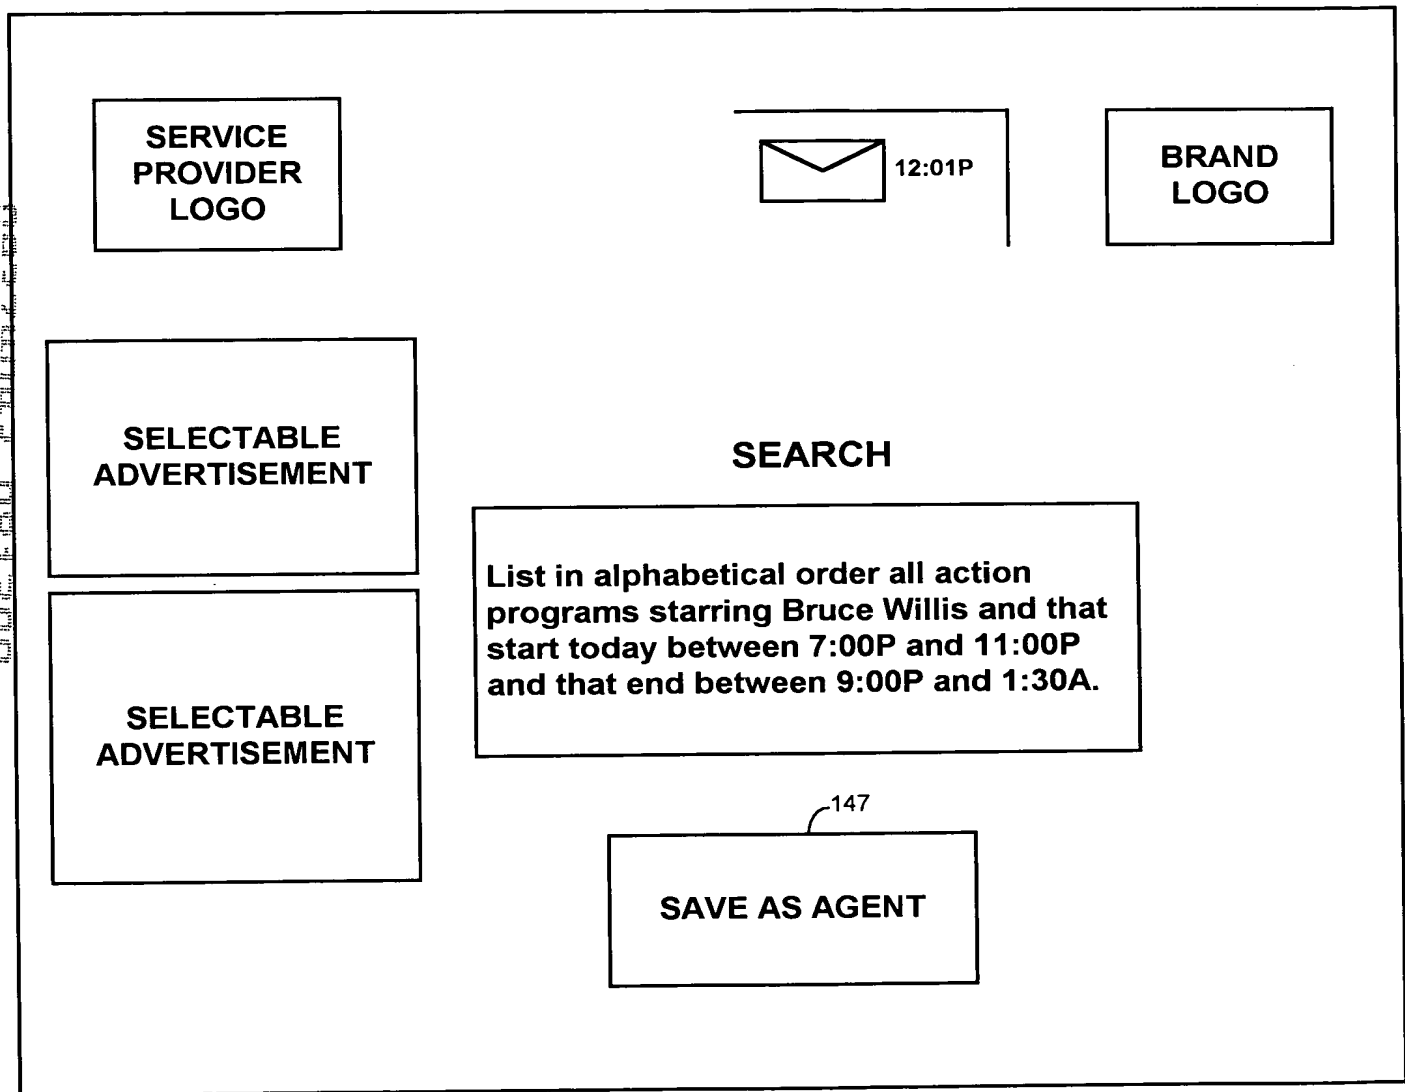 SERVICE
PROVIDER
LOGO
12:01P
BRAND
LOGO
SELECTABLE
ADVERTISEMENT
SEARCH
List in alphabetical order all action
programs starring Bruce Willis and that
start today between 7:00P and 11:00P
and that end between 9:00P and 1:30A.
SELECTABLE
ADVERTISEMENT
147
SAVE AS AGENT